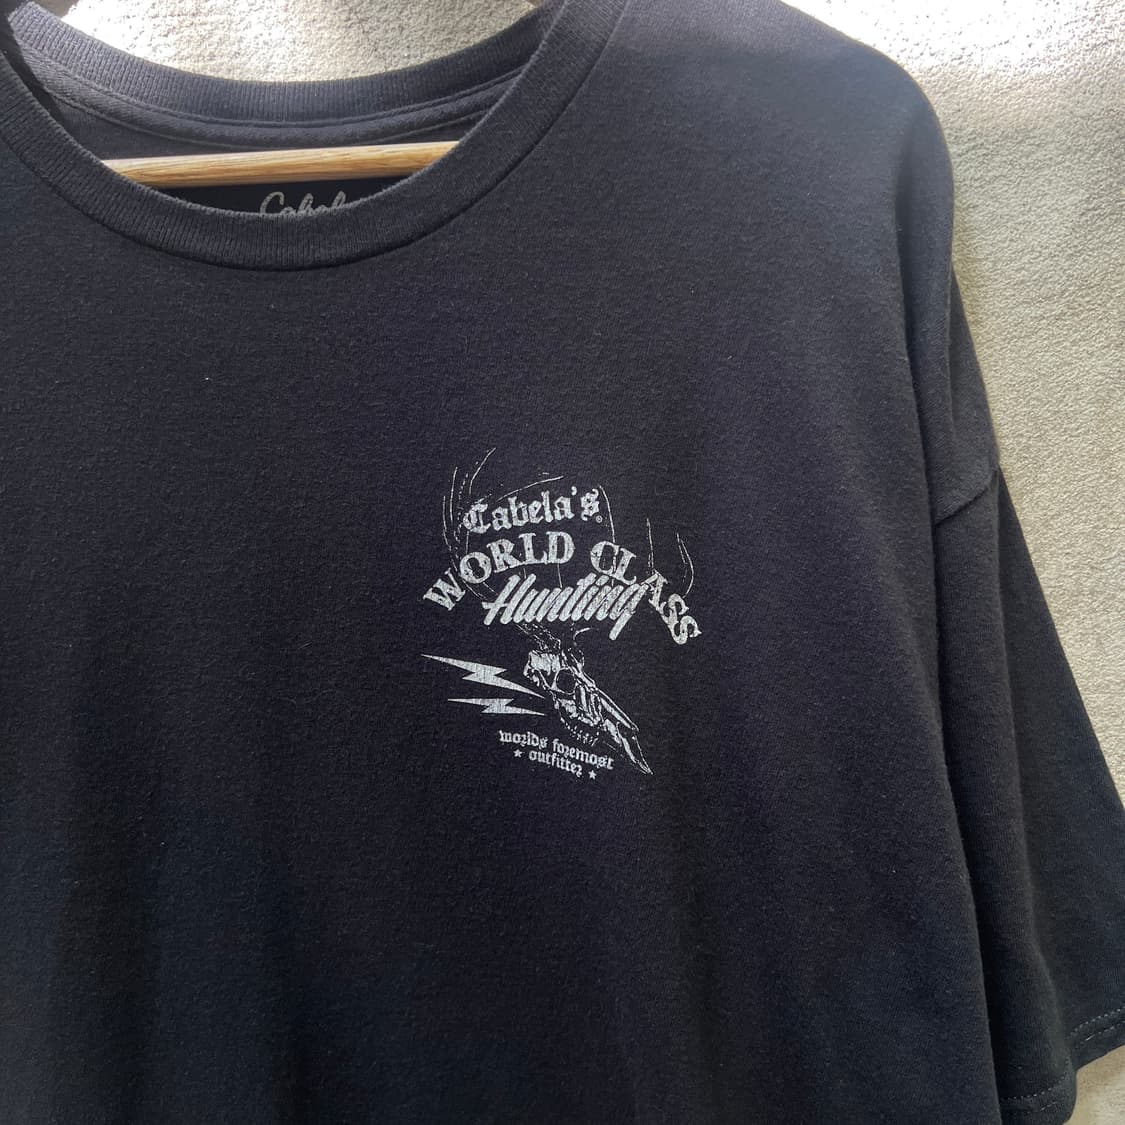 Cabela's®
WORLD CLASS
Hunting
worlds foremost
outfitter